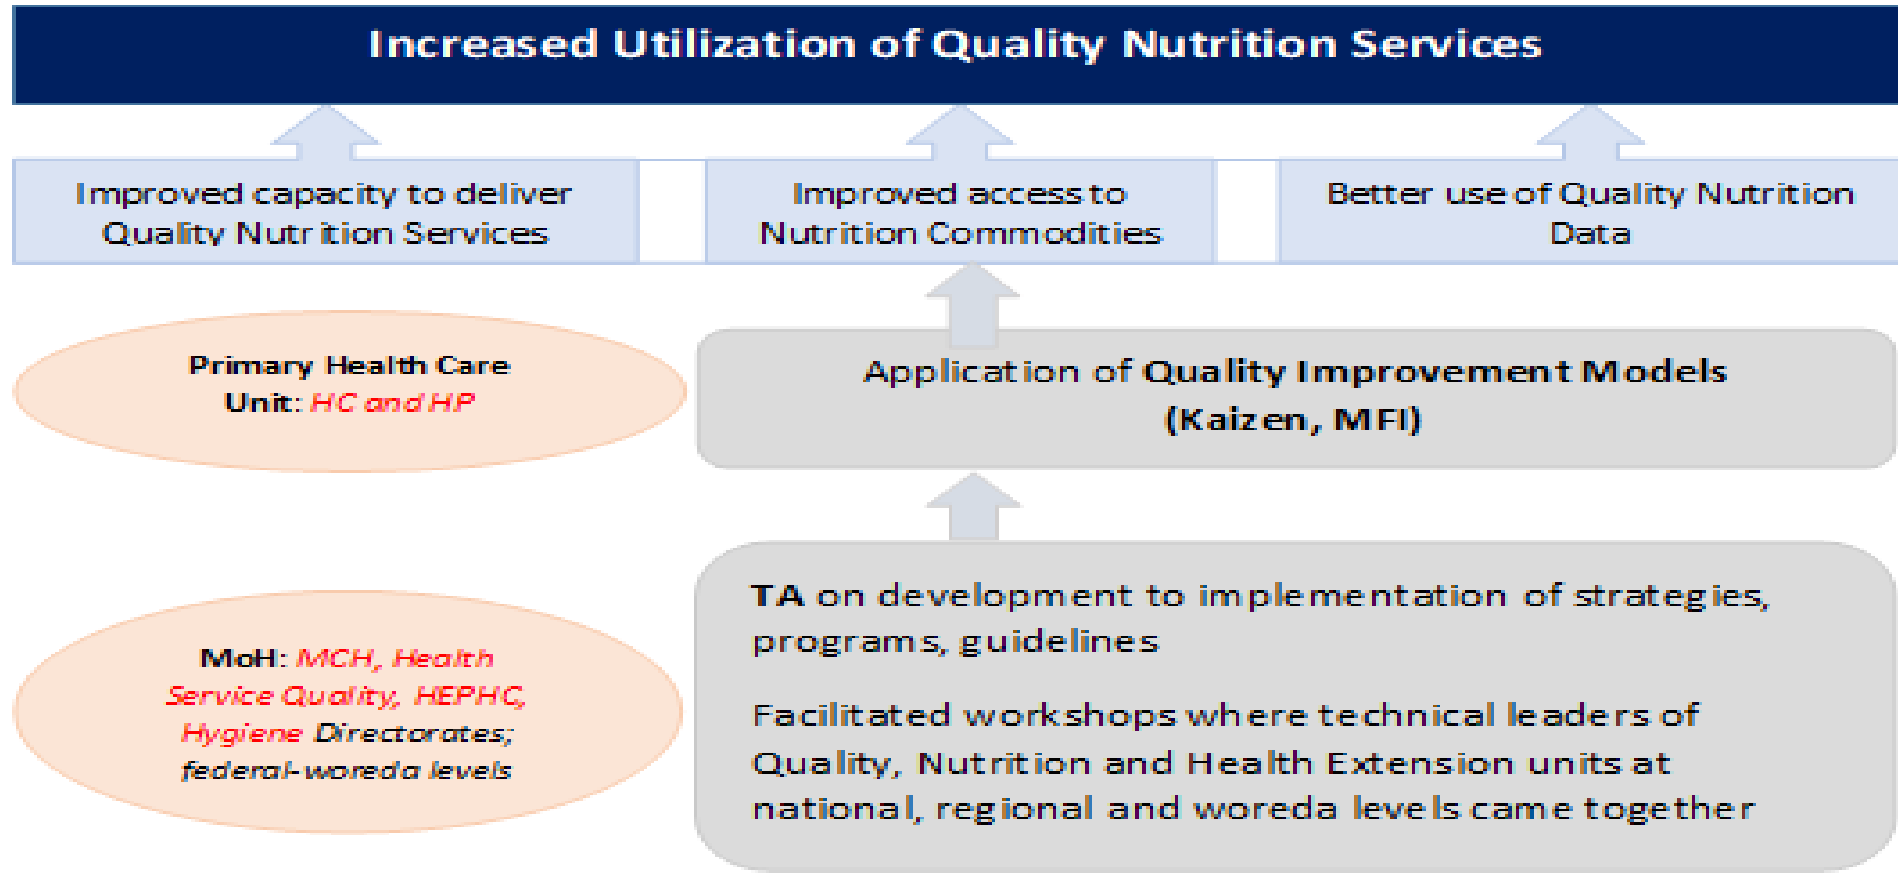 Increased Utilization of Quality Nutrition Services
Improved capacity to deliver
Quality Nutrition Services
Improved access to
Nutrition Commodities
Better use of Quality Nutrition
Data
Primary Health Care
Unit: HC and HP
Application of Quality Improvement Models
(Kaizen, MFI)
MoH: MCH, Health
Service Quality, HEPHC,
Hygiene Directorates;
federal-woreda levels
TA on development to implementation of strategies,
programs, guidelines
Facilitated workshops where technical leaders of
Quality, Nutrition and Health Extension units at
national, regional and woreda levels came together